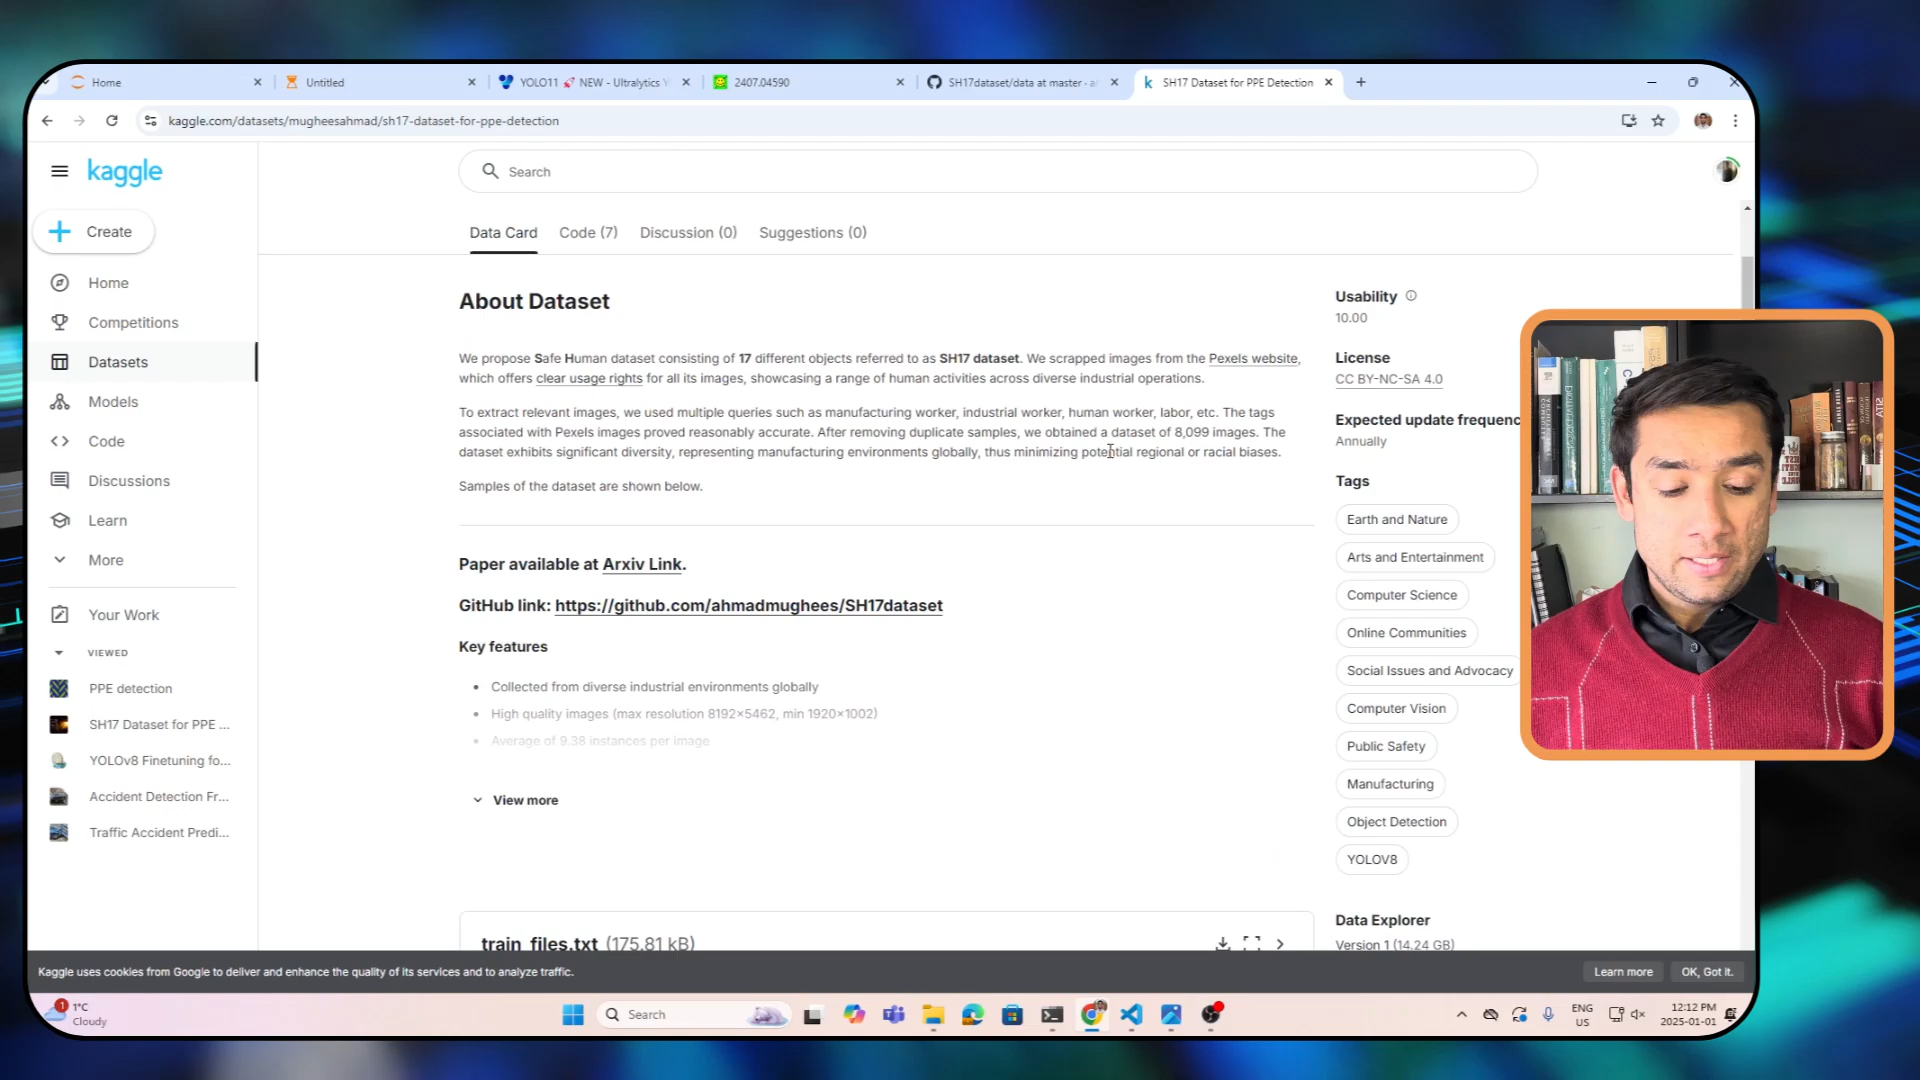 Home
Untitled
YOLO11 🚀 NEW - Ultralytics
2407.04590
SH17dataset/data at master
SH17 Dataset for PPE Detection
kaggle.com/datasets/mugheesahmad/sh17-dataset-for-ppe-detection
kaggle
Search
Create
Data Card
Code (7)
Discussion (0)
Suggestions (0)
Home
Competitions
Datasets
Models
Code
Discussions
Learn
More
Your Work
VIEWED
PPE detection
SH17 Dataset for PPE ...
YOLOv8 Finetuning fo...
Accident Detection Fr...
Traffic Accident Predi...
About Dataset
We propose Safe Human dataset consisting of 17 different objects referred to as SH17 dataset. We scrapped images from the Pexels website,
which offers clear usage rights for all its images, showcasing a range of human activities across diverse industrial operations.
To extract relevant images, we used multiple queries such as manufacturing worker, industrial worker, human worker, labor, etc. The tags
associated with Pexels images proved reasonably accurate. After removing duplicate samples, we obtained a dataset of 8,099 images. The
dataset exhibits significant diversity, representing manufacturing environments globally, thus minimizing potential regional or racial biases.
Samples of the dataset are shown below.
Paper available at Arxiv Link.
GitHub link: https://github.com/ahmadmughees/SH17dataset
Key features
• Collected from diverse industrial environments globally
• High quality images (max resolution 8192×5462, min 1920×1002)
• Average of 9.38 instances per image
View more
train_files.txt (175.81 kB)
Usability
10.00
License
CC BY-NC-SA 4.0
Expected update frequenc
Annually
Tags
Earth and Nature
Arts and Entertainment
Computer Science
Online Communities
Social Issues and Advocacy
Computer Vision
Public Safety
Manufacturing
Object Detection
YOLOV8
Data Explorer
Version 1 (14.24 GB)
Kaggle uses cookies from Google to deliver and enhance the quality of its services and to analyze traffic.
Learn more
OK, Got it.
1
1°C
Cloudy
Search
ENG
US
12:12 PM
2025-01-01